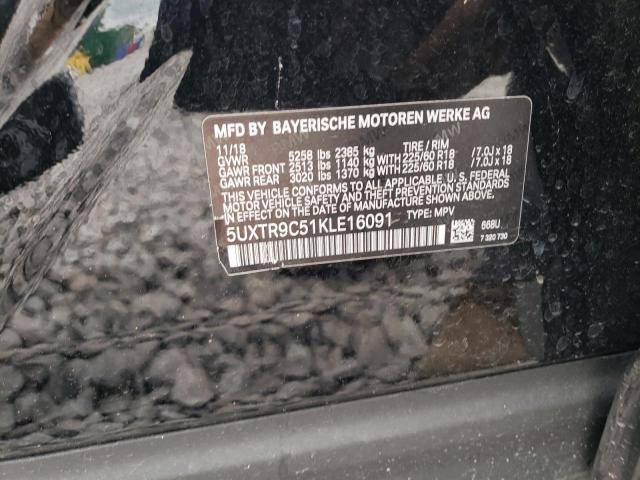 MFD BY BAYERISCHE MOTOREN WERKE AG
11/18 TIRE / RIM
GVWR 5258 lbs 2385 kg
GAWR FRONT 2513 lbs 1140 kg WITH 225/60 R18 / 7.0J x 18
GAWR REAR 3020 lbs 1370 kg WITH 225/60 R18 / 7.0J x 18
THIS VEHICLE CONFORMS TO ALL APPLICABLE U.S. FEDERAL
MOTOR VEHICLE SAFETY AND THEFT PREVENTION STANDARDS
IN EFFECT ON THE DATE OF MANUFACTURE SHOWN ABOVE.
5UXTR9C51KLE16091 TYPE: MPV
668U
7 320 730